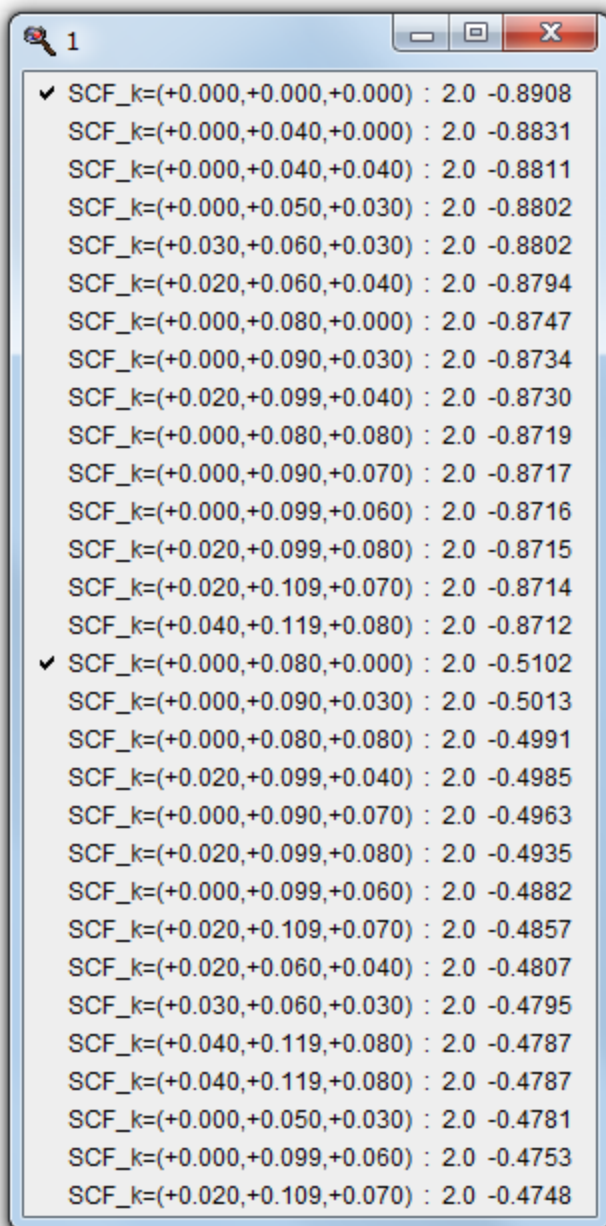 1
✓ SCF_k=(+0.000,+0.000,+0.000) : 2.0 -0.8908
SCF_k=(+0.000,+0.040,+0.000) : 2.0 -0.8831
SCF_k=(+0.000,+0.040,+0.040) : 2.0 -0.8811
SCF_k=(+0.000,+0.050,+0.030) : 2.0 -0.8802
SCF_k=(+0.030,+0.060,+0.030) : 2.0 -0.8802
SCF_k=(+0.020,+0.060,+0.040) : 2.0 -0.8794
SCF_k=(+0.000,+0.080,+0.000) : 2.0 -0.8747
SCF_k=(+0.000,+0.090,+0.030) : 2.0 -0.8734
SCF_k=(+0.020,+0.099,+0.040) : 2.0 -0.8730
SCF_k=(+0.000,+0.080,+0.080) : 2.0 -0.8719
SCF_k=(+0.000,+0.090,+0.070) : 2.0 -0.8717
SCF_k=(+0.000,+0.099,+0.060) : 2.0 -0.8716
SCF_k=(+0.020,+0.099,+0.080) : 2.0 -0.8715
SCF_k=(+0.020,+0.109,+0.070) : 2.0 -0.8714
SCF_k=(+0.040,+0.119,+0.080) : 2.0 -0.8712
✓ SCF_k=(+0.000,+0.080,+0.000) : 2.0 -0.5102
SCF_k=(+0.000,+0.090,+0.030) : 2.0 -0.5013
SCF_k=(+0.000,+0.080,+0.080) : 2.0 -0.4991
SCF_k=(+0.020,+0.099,+0.040) : 2.0 -0.4985
SCF_k=(+0.000,+0.090,+0.070) : 2.0 -0.4963
SCF_k=(+0.020,+0.099,+0.080) : 2.0 -0.4935
SCF_k=(+0.000,+0.099,+0.060) : 2.0 -0.4882
SCF_k=(+0.020,+0.109,+0.070) : 2.0 -0.4857
SCF_k=(+0.020,+0.060,+0.040) : 2.0 -0.4807
SCF_k=(+0.030,+0.060,+0.030) : 2.0 -0.4795
SCF_k=(+0.040,+0.119,+0.080) : 2.0 -0.4787
SCF_k=(+0.040,+0.119,+0.080) : 2.0 -0.4787
SCF_k=(+0.000,+0.050,+0.030) : 2.0 -0.4781
SCF_k=(+0.000,+0.099,+0.060) : 2.0 -0.4753
SCF_k=(+0.020,+0.109,+0.070) : 2.0 -0.4748